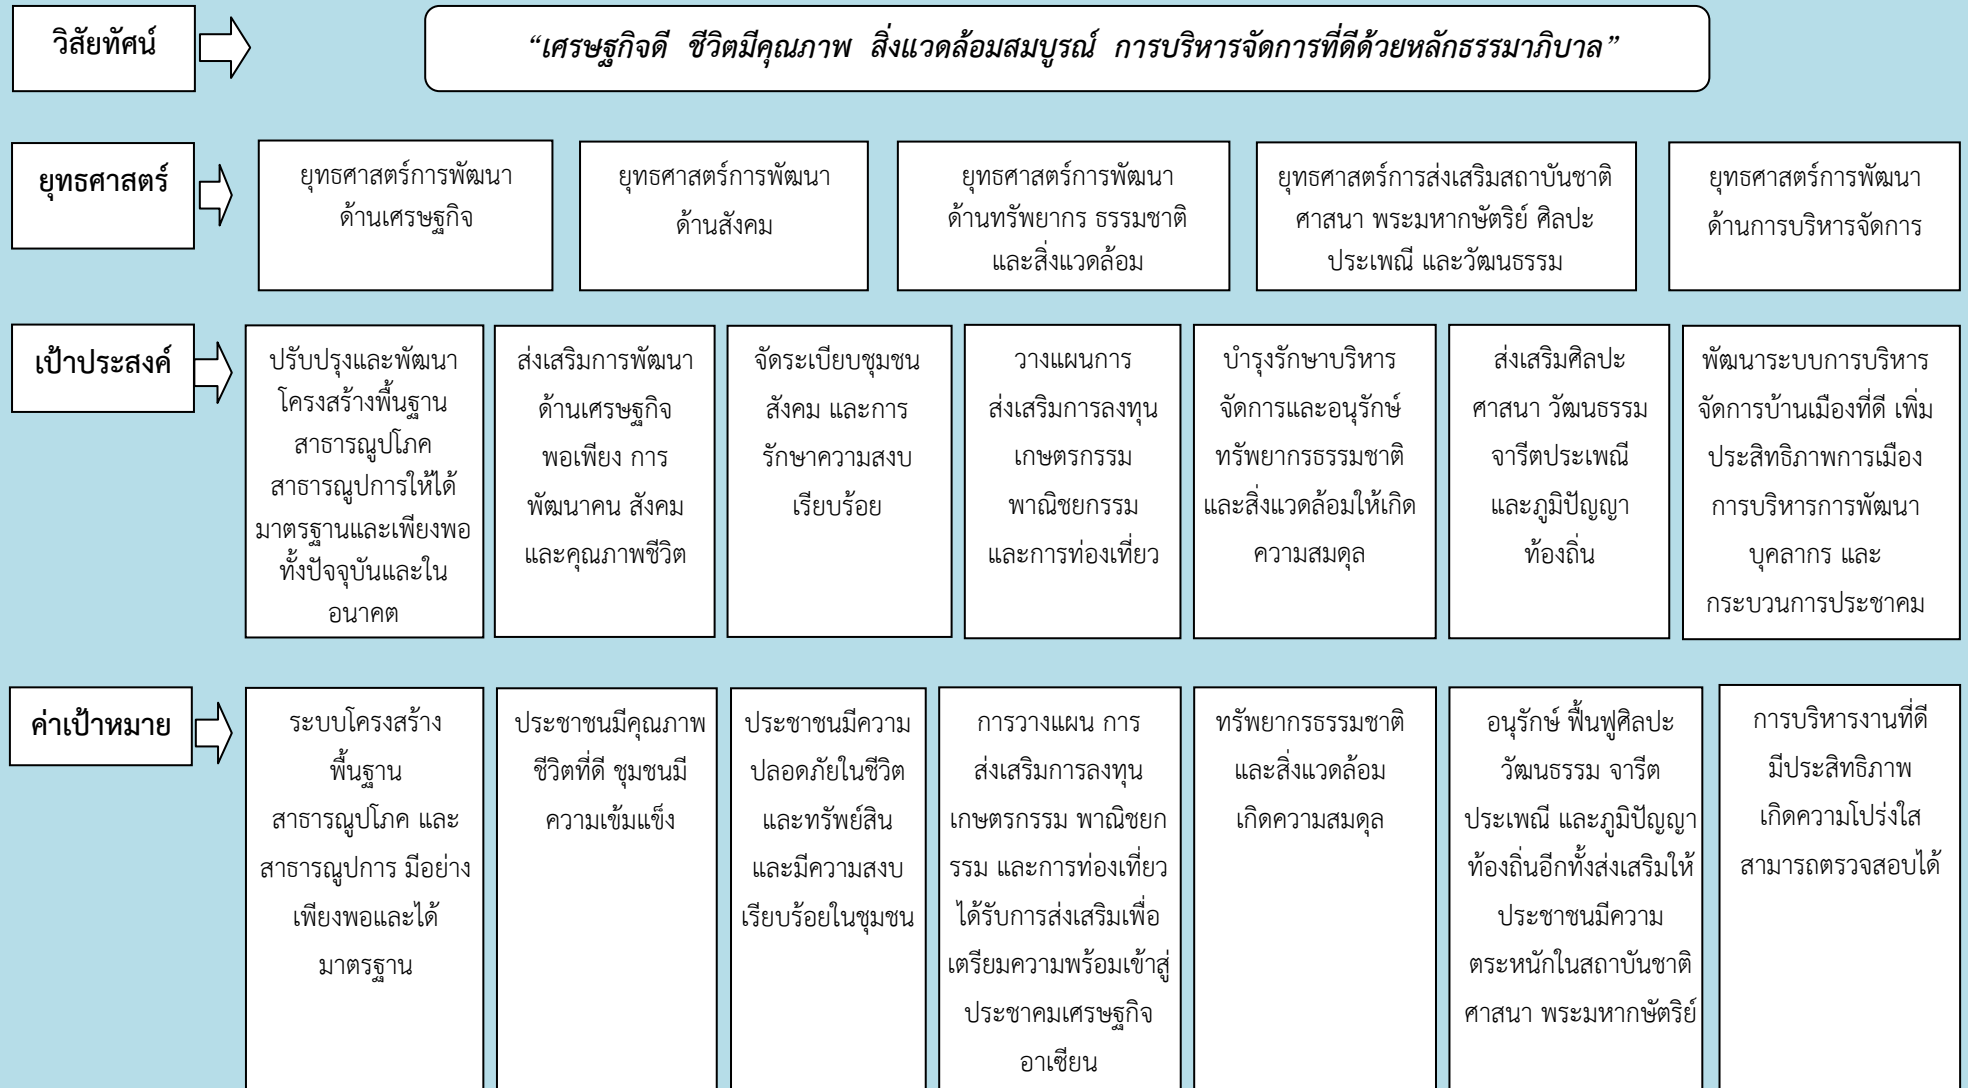 วิสัยทัศน์
“เศรษฐกิจดี ชีวิตมีคุณภาพ สิ่งแวดล้อมสมบูรณ์ การบริหารจัดการที่ดีด้วยหลักธรรมาภิบาล”
ยุทธศาสตร์
ยุทธศาสตร์การพัฒนา
ด้านเศรษฐกิจ
ยุทธศาสตร์การพัฒนา
ด้านสังคม
ยุทธศาสตร์การพัฒนา
ด้านทรัพยากร ธรรมชาติ
และสิ่งแวดล้อม
ยุทธศาสตร์การส่งเสริมสถาบันชาติ
ศาสนา พระมหากษัตริย์ ศิลปะ
ประเพณี และวัฒนธรรม
ยุทธศาสตร์การพัฒนา
ด้านการบริหารจัดการ
เป้าประสงค์
ปรับปรุงและพัฒนา
โครงสร้างพื้นฐาน
สาธารณูปโภค
สาธารณูปการให้ได้
มาตรฐานและเพียงพอ
ทั้งปัจจุบันและใน
อนาคต
ส่งเสริมการพัฒนา
ด้านเศรษฐกิจ
พอเพียง การ
พัฒนาคน สังคม
และคุณภาพชีวิต
จัดระเบียบชุมชน
สังคม และการ
รักษาความสงบ
เรียบร้อย
วางแผนการ
ส่งเสริมการลงทุน
เกษตรกรรม
พาณิชยกรรม
และการท่องเที่ยว
บำรุงรักษาบริหาร
จัดการและอนุรักษ์
ทรัพยากรธรรมชาติ
และสิ่งแวดล้อมให้เกิด
ความสมดุล
ส่งเสริมศิลปะ
ศาสนา วัฒนธรรม
จารีตประเพณี
และภูมิปัญญา
ท้องถิ่น
พัฒนาระบบการบริหาร
จัดการบ้านเมืองที่ดี เพิ่ม
ประสิทธิภาพการเมือง
การบริหารการพัฒนา
บุคลากร และ
กระบวนการประชาคม
ค่าเป้าหมาย
ระบบโครงสร้าง
พื้นฐาน
สาธารณูปโภค และ
สาธารณูปการ มีอย่าง
เพียงพอและได้
มาตรฐาน
ประชาชนมีคุณภาพ
ชีวิตที่ดี ชุมชนมี
ความเข้มแข็ง
ประชาชนมีความ
ปลอดภัยในชีวิต
และทรัพย์สิน
และมีความสงบ
เรียบร้อยในชุมชน
การวางแผน การ
ส่งเสริมการลงทุน
เกษตรกรรม พาณิชยก
รรม และการท่องเที่ยว
ได้รับการส่งเสริมเพื่อ
เตรียมความพร้อมเข้าสู่
ประชาคมเศรษฐกิจ
อาเซียน
ทรัพยากรธรรมชาติ
และสิ่งแวดล้อม
เกิดความสมดุล
อนุรักษ์ ฟื้นฟูศิลปะ
วัฒนธรรม จารีต
ประเพณี และภูมิปัญญา
ท้องถิ่นอีกทั้งส่งเสริมให้
ประชาชนมีความ
ตระหนักในสถาบันชาติ
ศาสนา พระมหากษัตริย์
การบริหารงานที่ดี
มีประสิทธิภาพ
เกิดความโปร่งใส
สามารถตรวจสอบได้